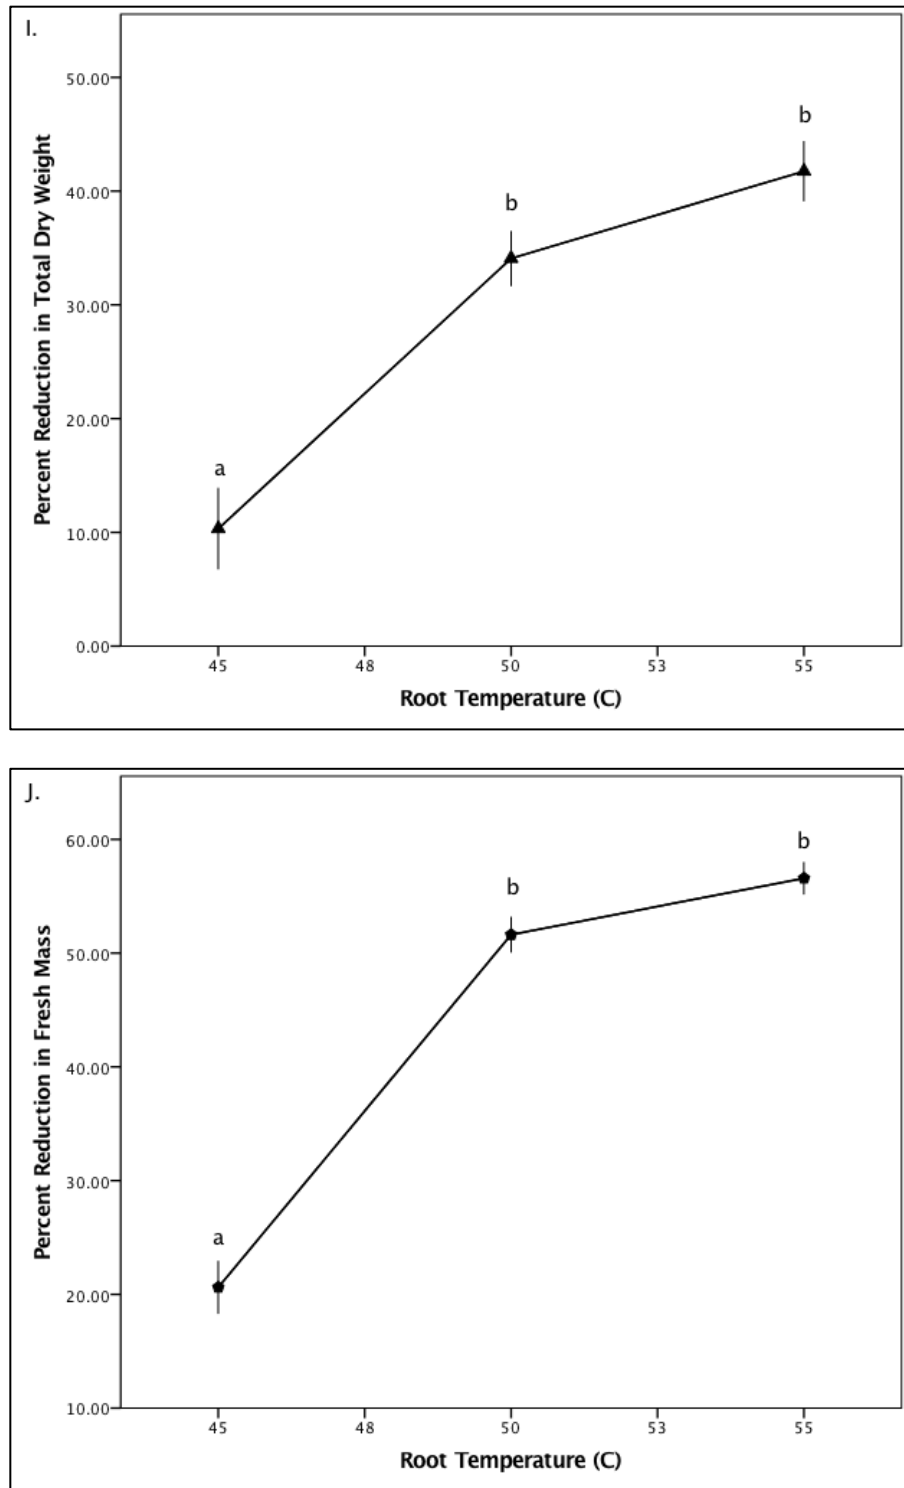 I.
Percent Reduction in Total Dry Weight
50.00
40.00
30.00
20.00
10.00
0.00
a
b
b
45
48
50
53
55
Root Temperature (C)
J.
Percent Reduction in Fresh Mass
60.00
50.00
40.00
30.00
20.00
10.00
a
b
b
45
48
50
53
55
Root Temperature (C)